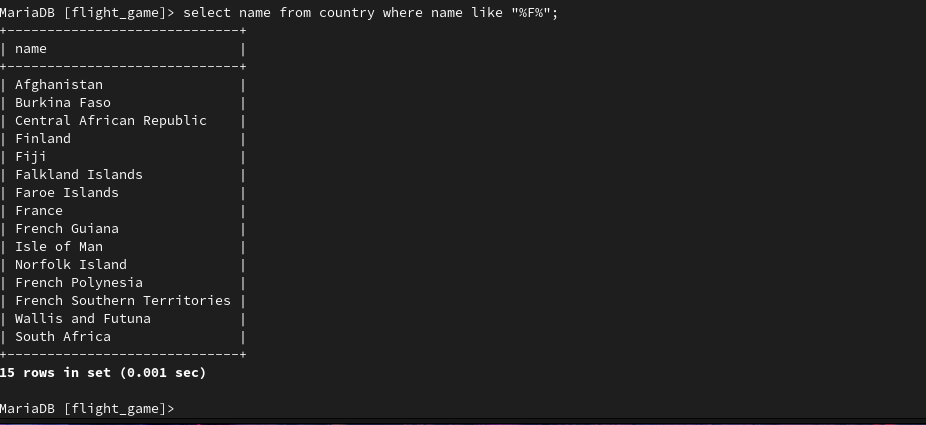 MariaDB [flight_game]> select name from country where name like "%F%";
+-----------------------------+
| name                        |
+-----------------------------+
| Afghanistan                 |
| Burkina Faso                |
| Central African Republic    |
| Finland                     |
| Fiji                        |
| Falkland Islands            |
| Faroe Islands               |
| France                      |
| French Guiana               |
| Isle of Man                 |
| Norfolk Island              |
| French Polynesia            |
| French Southern Territories |
| Wallis and Futuna           |
| South Africa                |
+-----------------------------+
15 rows in set (0.001 sec)
MariaDB [flight_game]>